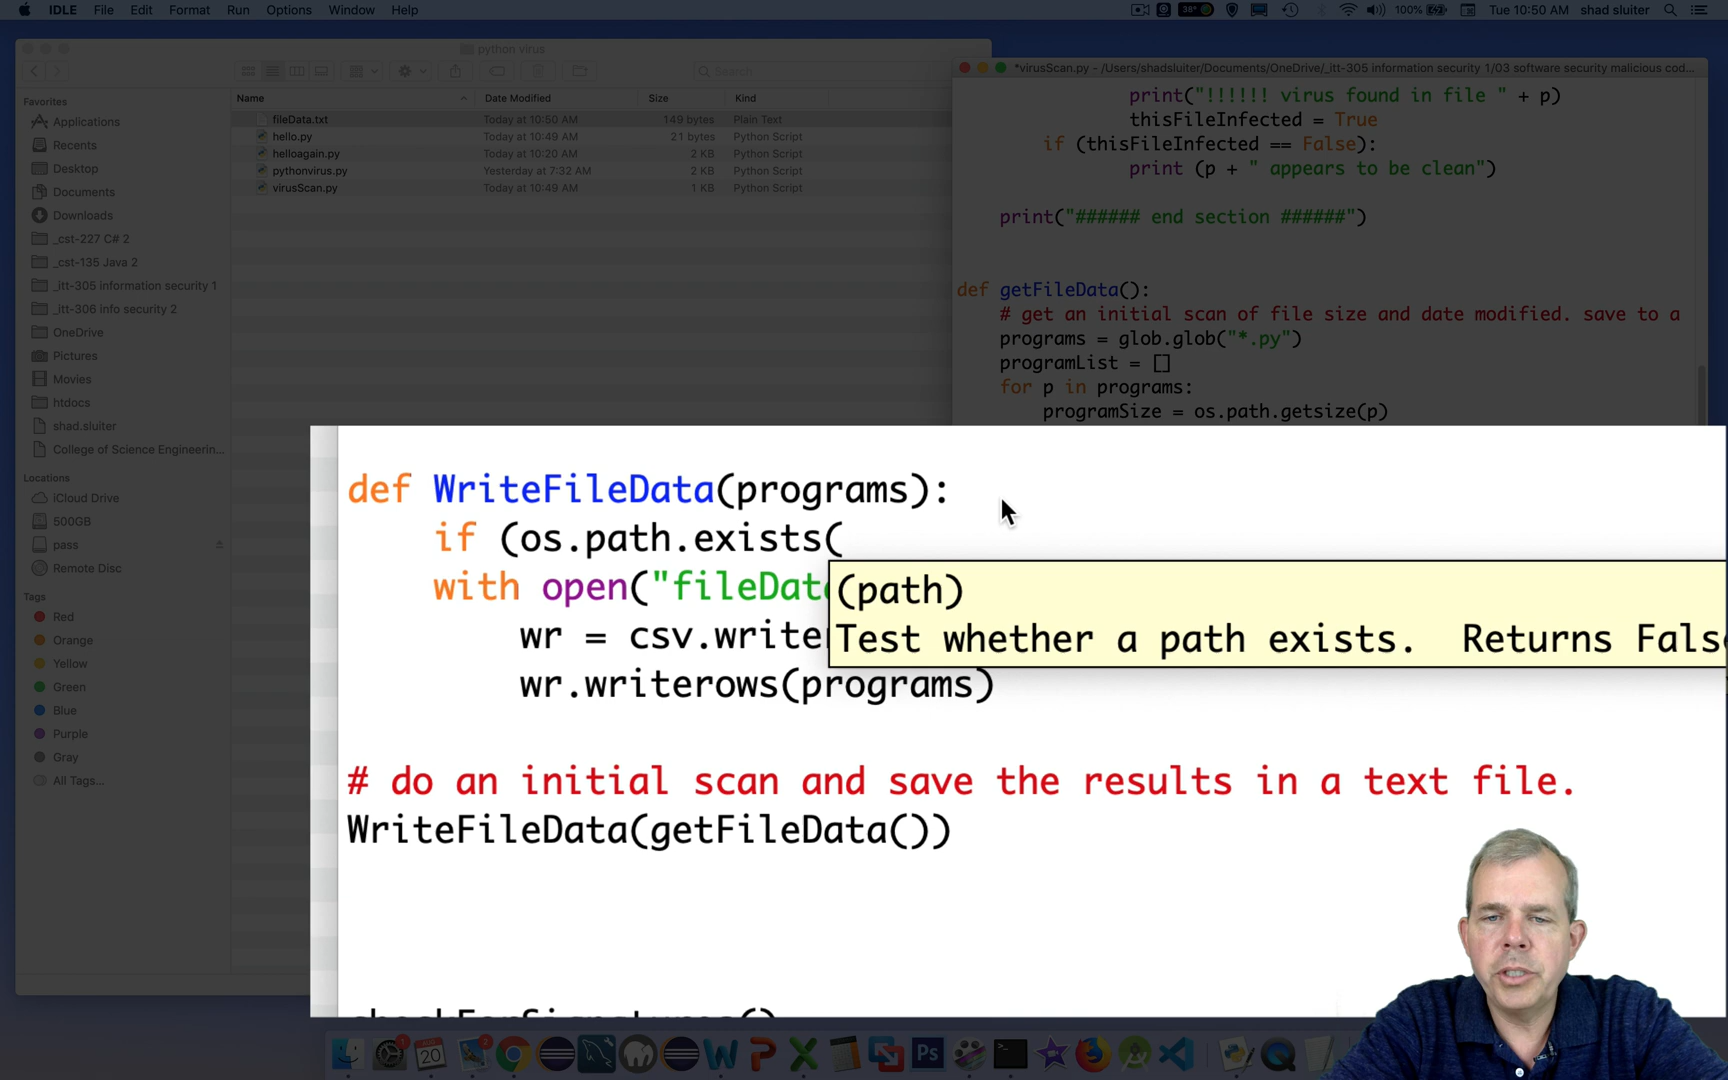 IDLE File Edit Format Run Options Window Help
38° 100% Tue 10:50 AM shad sluiter
python virus
Search
Favorites
Applications
Recents
Desktop
Documents
Downloads
_cst-227 C# 2
_cst-135 Java 2
_itt-305 information security 1
_itt-306 info security 2
OneDrive
Pictures
Movies
htdocs
shad.sluiter
College of Science Engineerin...
Locations
iCloud Drive
500GB
pass
Remote Disc
Tags
Red
Orange
Yellow
Green
Blue
Purple
Gray
All Tags...
Name Date Modified Size Kind
fileData.txt Today at 10:50 AM 149 bytes Plain Text
hello.py Today at 10:49 AM 21 bytes Python Script
helloagain.py Today at 10:20 AM 2 KB Python Script
pythonvirus.py Yesterday at 7:32 AM 2 KB Python Script
virusScan.py Today at 10:49 AM 1 KB Python Script
*virusScan.py - /Users/shadsluiter/Documents/OneDrive/_itt-305 information security 1/03 software security malicious cod...
print("!!!!!! virus found in file " + p)
thisFileInfected = True
if (thisFileInfected == False):
print (p + " appears to be clean")
print("###### end section ######")
def getFileData():
# get an initial scan of file size and date modified. save to a
programs = glob.glob("*.py")
programList = []
for p in programs:
programSize = os.path.getsize(p)
def WriteFileData(programs):
if (os.path.exists(
with open("fileData
(path)
Test whether a path exists. Returns False
wr = csv.writer
wr.writerows(programs)
# do an initial scan and save the results in a text file.
WriteFileData(getFileData())
checkForSignatures()
20